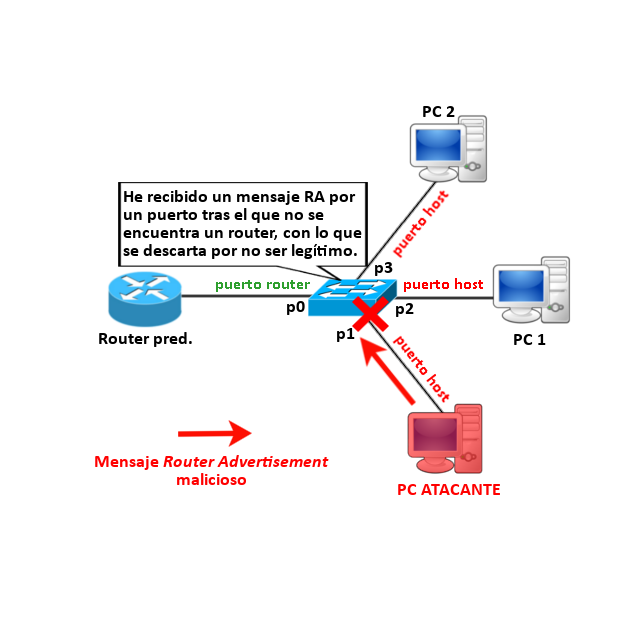 PC 2
He recibido un mensaje RA por
un puerto tras el que no se
encuentra un router, con lo que
se descarta por no ser legítimo.
puerto host
p3
puerto router
puerto host
p0
p2
p1
Router pred.
PC 1
puerto host
Mensaje Router Advertisement
malicioso
PC ATACANTE